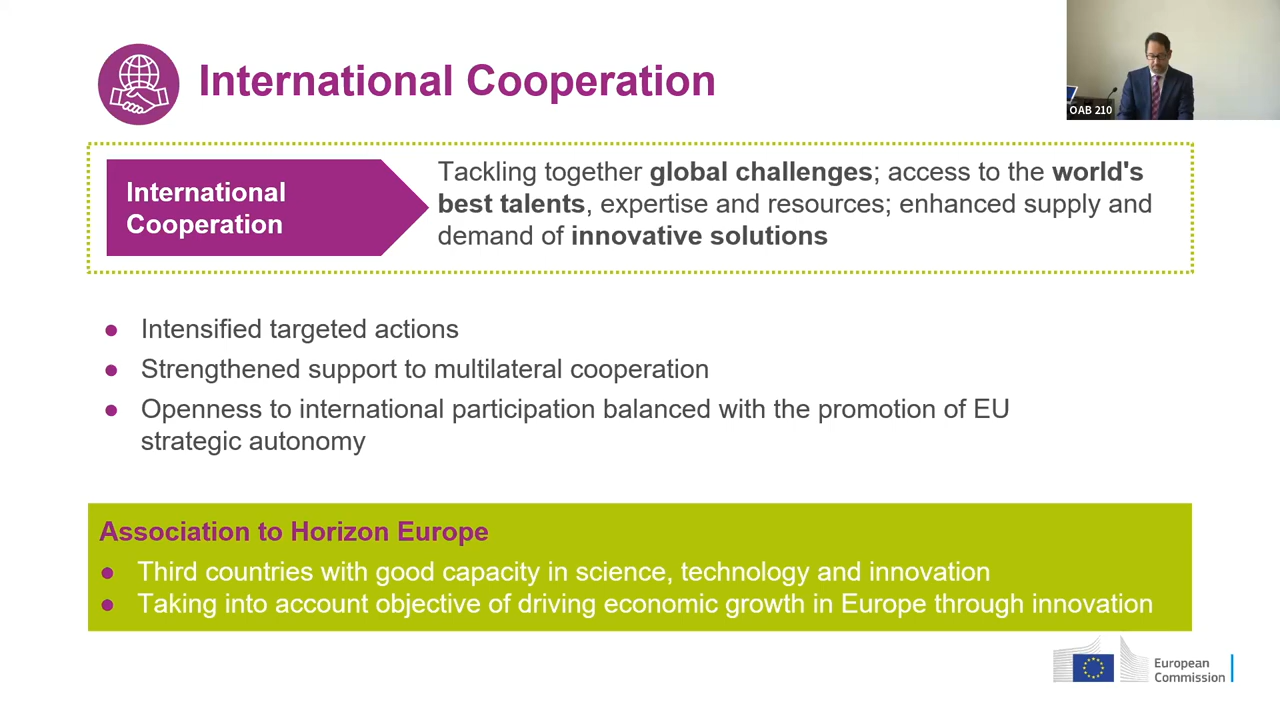 International Cooperation
OAB 210
International
Cooperation
Tackling together global challenges; access to the world's
best talents, expertise and resources; enhanced supply and
demand of innovative solutions
● Intensified targeted actions
● Strengthened support to multilateral cooperation
● Openness to international participation balanced with the promotion of EU
strategic autonomy
Association to Horizon Europe
● Third countries with good capacity in science, technology and innovation
● Taking into account objective of driving economic growth in Europe through innovation
European
Commission